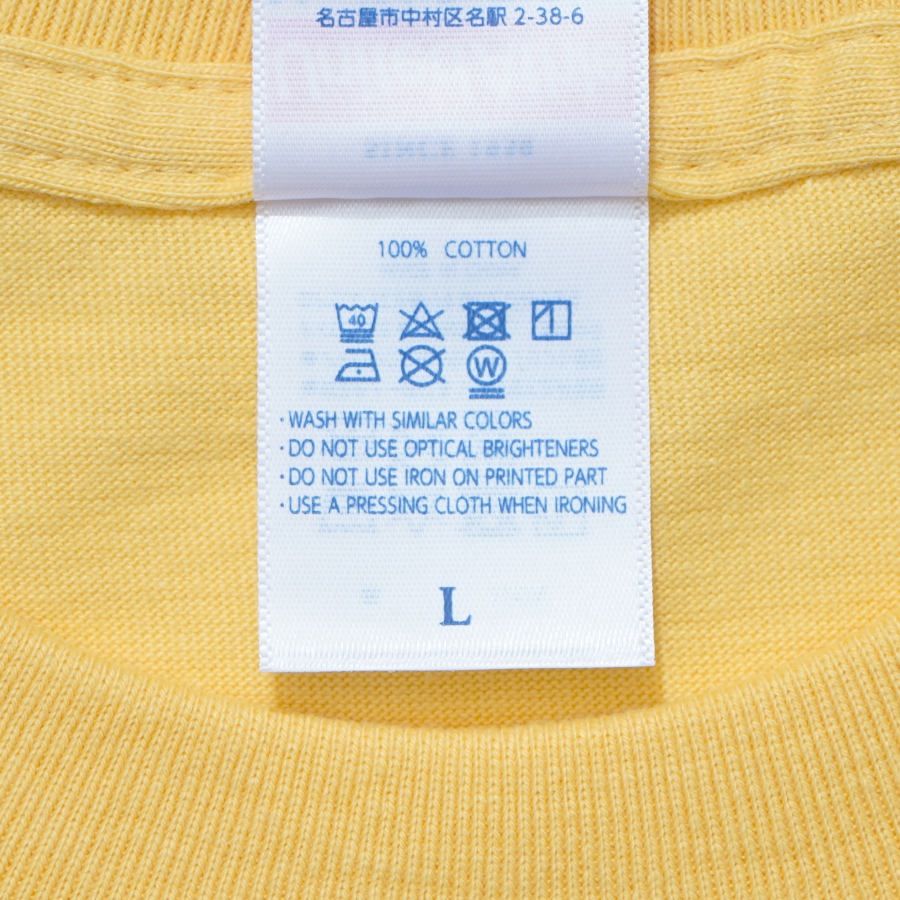 名古屋市中村区名駅 2-38-6
100% COTTON
40
W
・WASH WITH SIMILAR COLORS
・DO NOT USE OPTICAL BRIGHTENERS
・DO NOT USE IRON ON PRINTED PART
・USE A PRESSING CLOTH WHEN IRONING
L